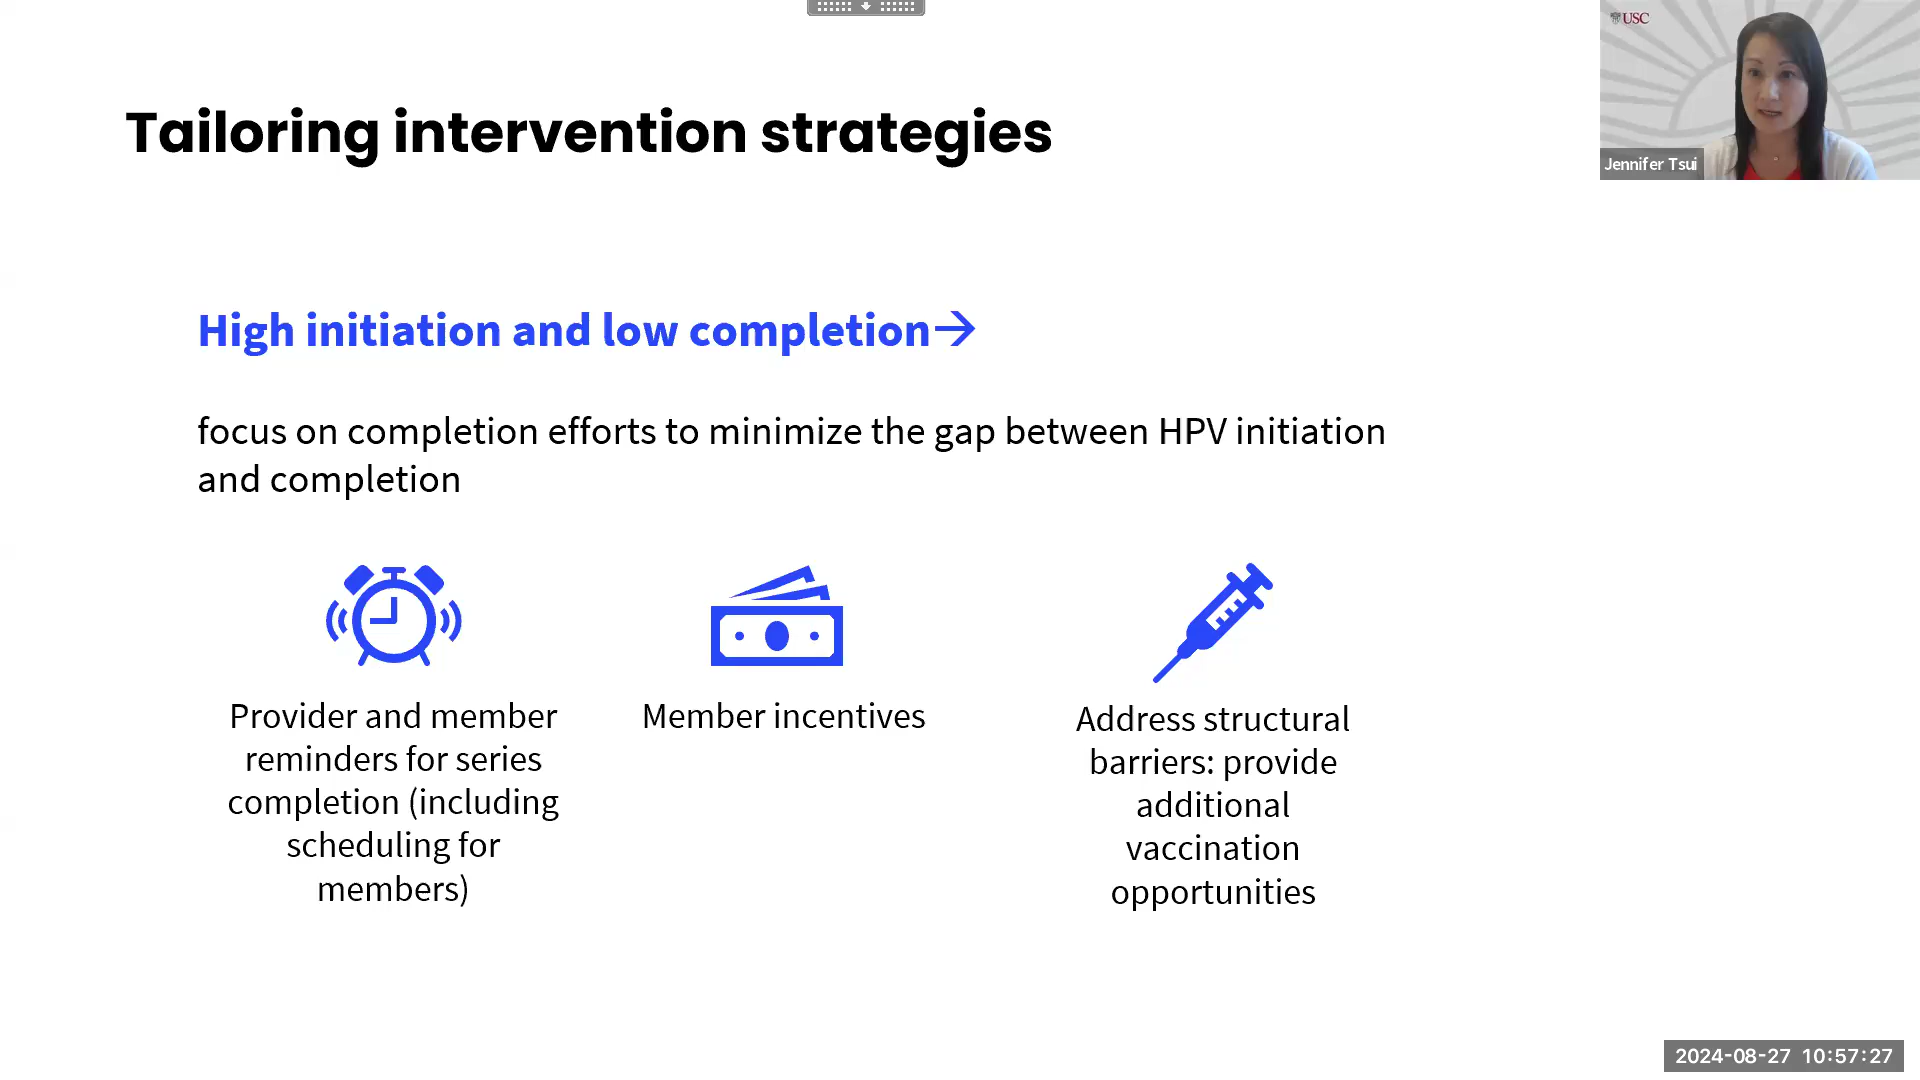 USC
Jennifer Tsui
Tailoring intervention strategies
High initiation and low completion→
focus on completion efforts to minimize the gap between HPV initiation
and completion
Provider and member
reminders for series
completion (including
scheduling for
members)
Member incentives
Address structural
barriers: provide
additional
vaccination
opportunities
2024-08-27 10:57:27